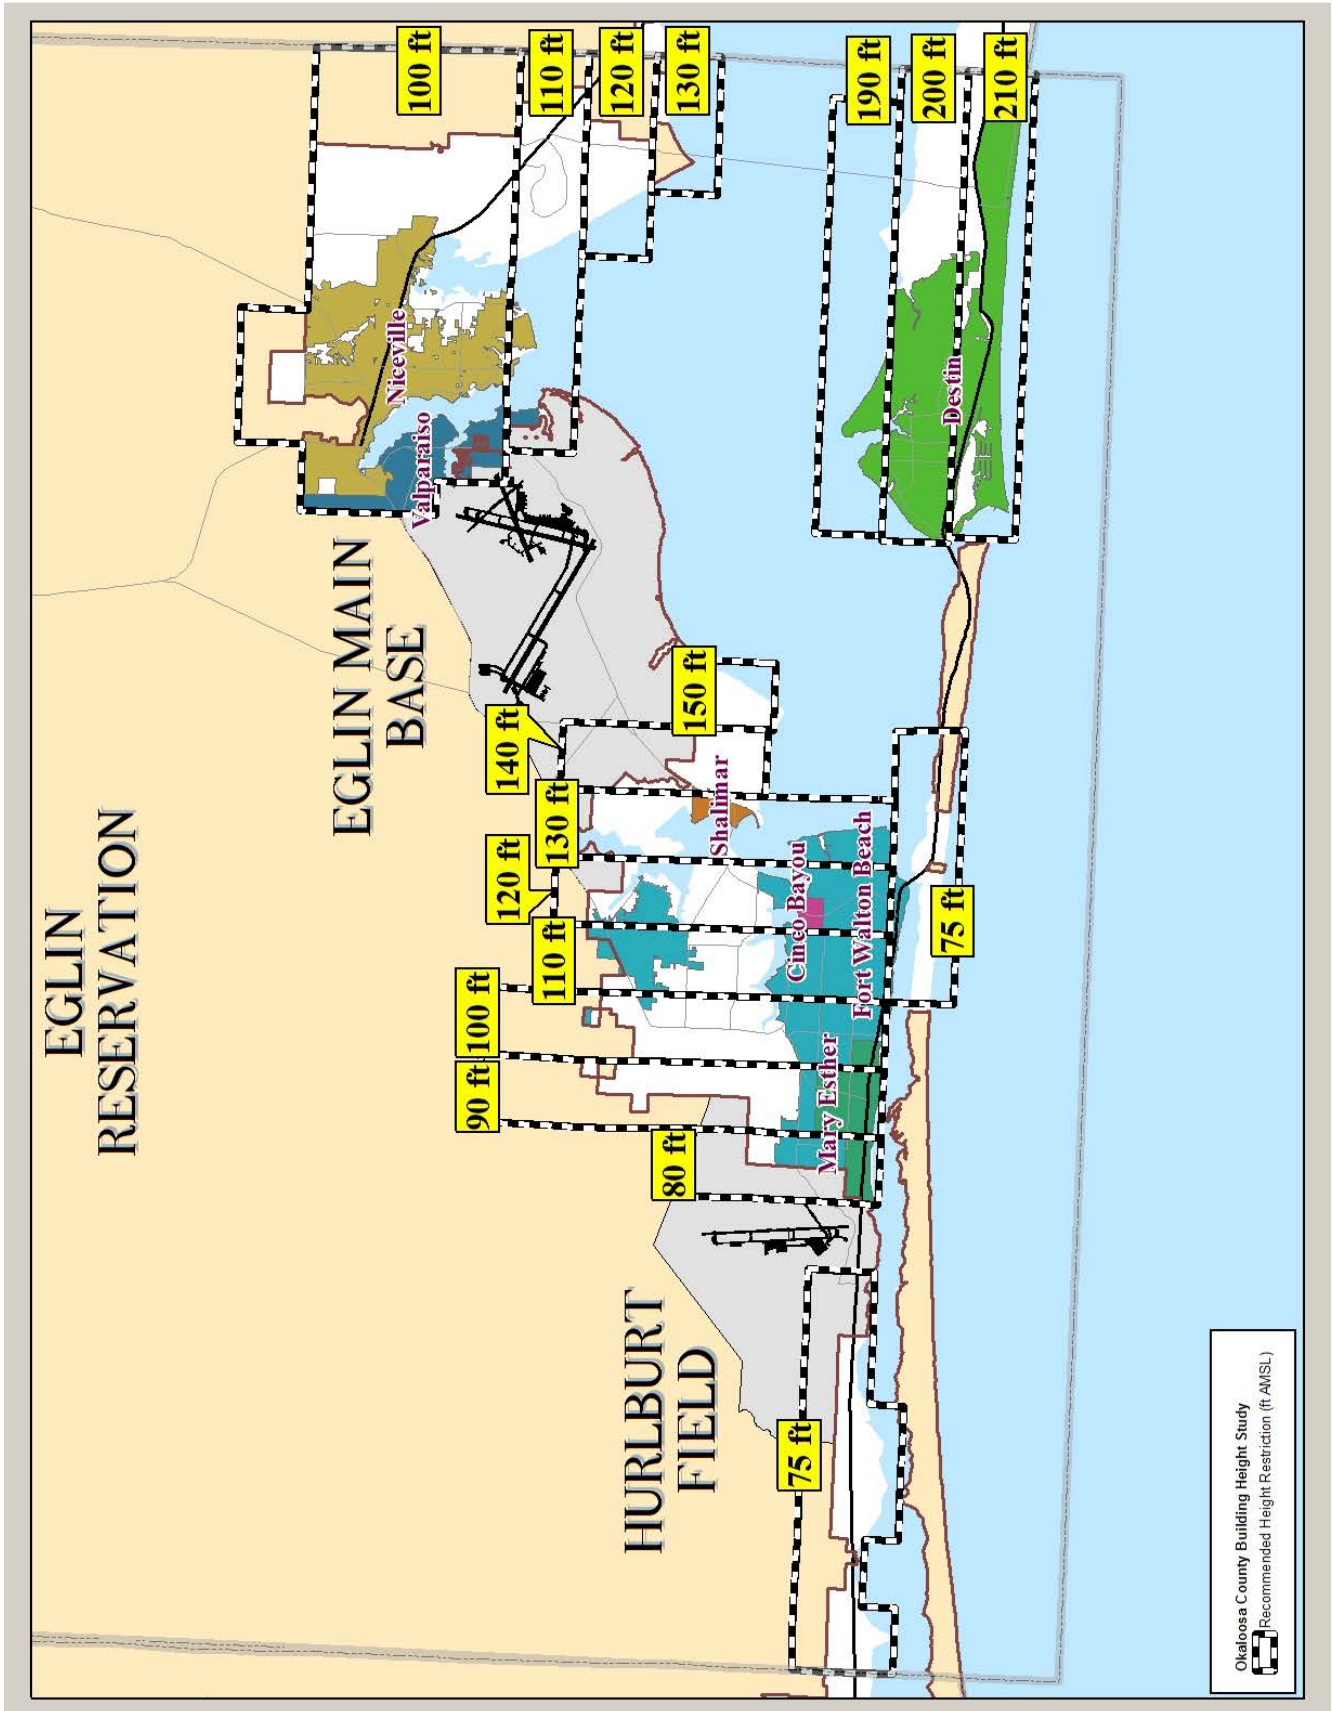 EGLIN
RESERVATION
EGLIN MAIN
BASE
HURLBURT
FIELD
Niceville
Valparaiso
Shalimar
Cinco Bayou
Fort Walton Beach
Mary Esther
Destin
100 ft
110 ft
120 ft
130 ft
190 ft
200 ft
210 ft
150 ft
140 ft
130 ft
120 ft
110 ft
100 ft
90 ft
80 ft
75 ft
75 ft
Okaloosa County Building Height Study
Recommended Height Restriction (ft AMSL)